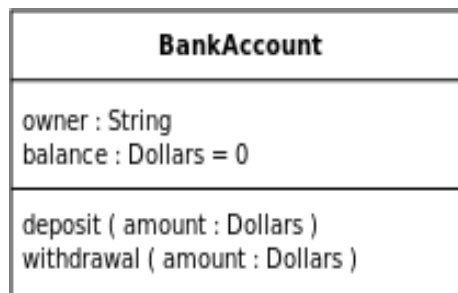 BankAccount
owner : String
balance : Dollars = 0
deposit ( amount : Dollars )
withdrawal ( amount : Dollars )